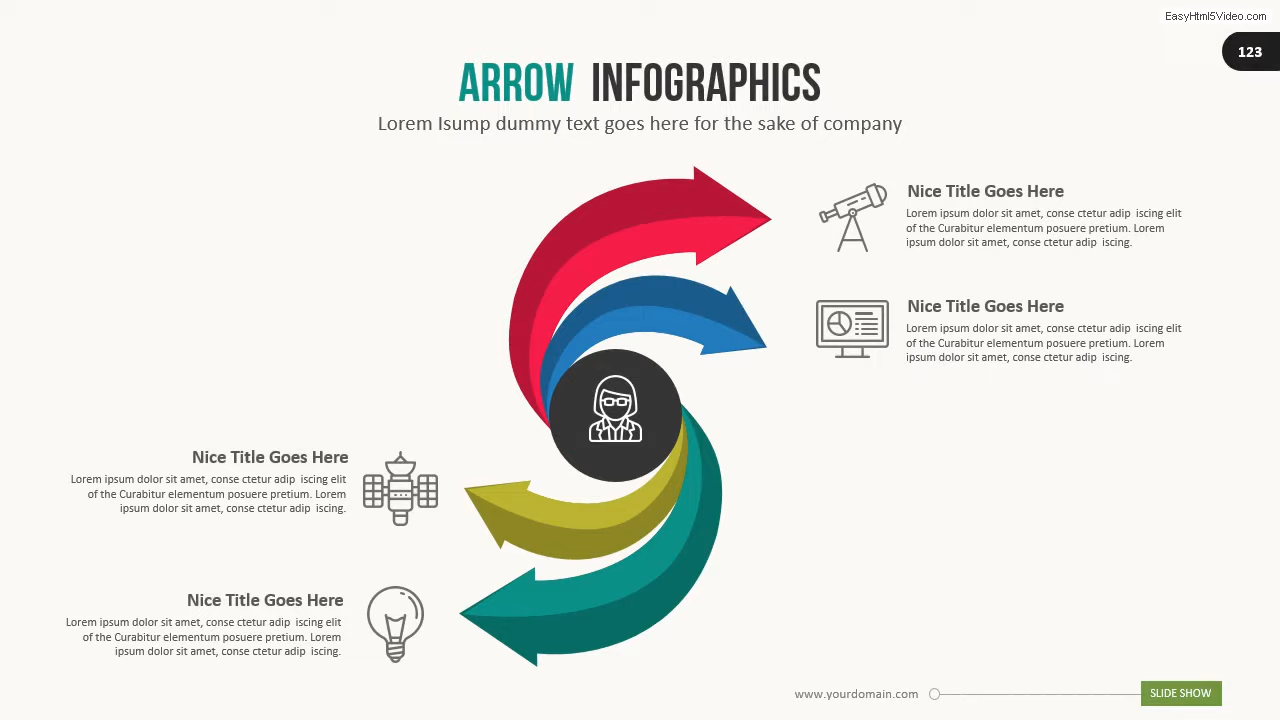 EasyHtml5Video.com
123
ARROW INFOGRAPHICS
Lorem Isump dummy text goes here for the sake of company
Nice Title Goes Here
Lorem ipsum dolor sit amet, conse ctetur adip iscing elit
of the Curabitur elementum posuere pretium. Lorem
ipsum dolor sit amet, conse ctetur adip iscing.
Nice Title Goes Here
Lorem ipsum dolor sit amet, conse ctetur adip iscing elit
of the Curabitur elementum posuere pretium. Lorem
ipsum dolor sit amet, conse ctetur adip iscing.
Nice Title Goes Here
Lorem ipsum dolor sit amet, conse ctetur adip iscing elit
of the Curabitur elementum posuere pretium. Lorem
ipsum dolor sit amet, conse ctetur adip iscing.
Nice Title Goes Here
Lorem ipsum dolor sit amet, conse ctetur adip iscing elit
of the Curabitur elementum posuere pretium. Lorem
ipsum dolor sit amet, conse ctetur adip iscing.
www.yourdomain.com
SLIDE SHOW